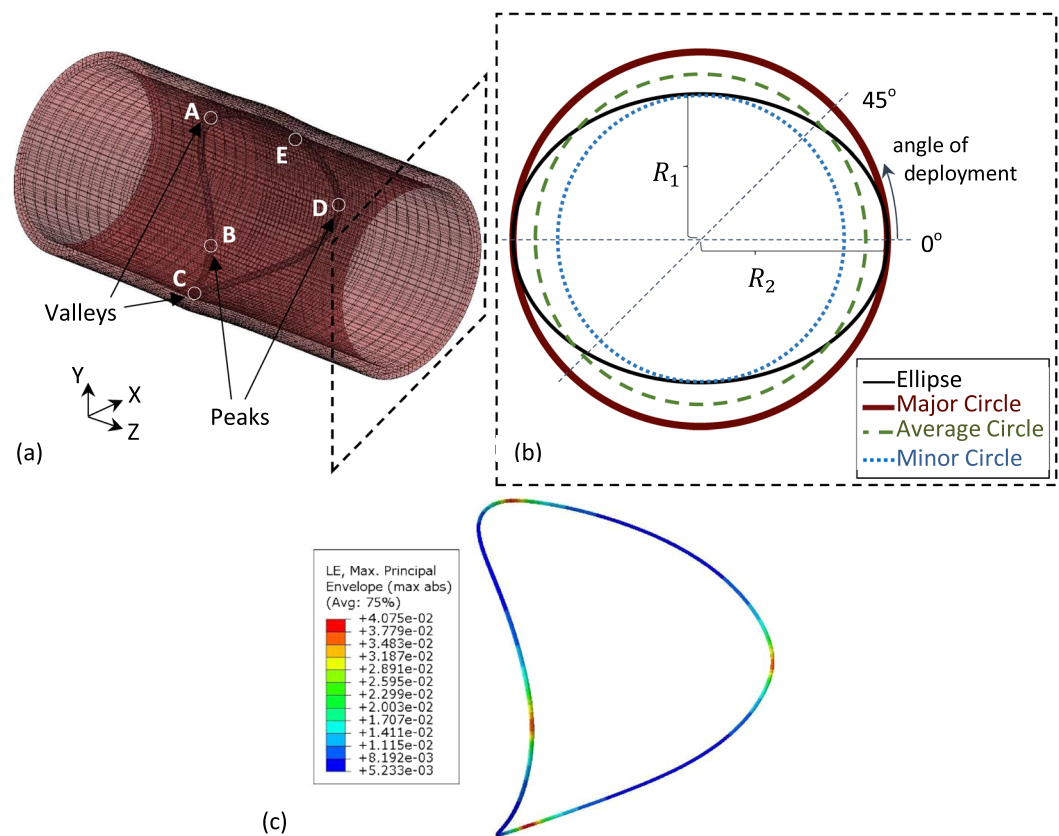 A
E
D
B
C
Valleys
Peaks
Y
X
Z
(a)
45°
angle of
deployment
R₁
0°
R₂
Ellipse
Major Circle
Average Circle
Minor Circle
(b)
LE, Max. Principal
Envelope (max abs)
(Avg: 75%)
+4.075e-02
+3.779e-02
+3.483e-02
+3.187e-02
+2.891e-02
+2.595e-02
+2.299e-02
+2.003e-02
+1.707e-02
+1.411e-02
+1.115e-02
+8.192e-03
+5.233e-03
(c)